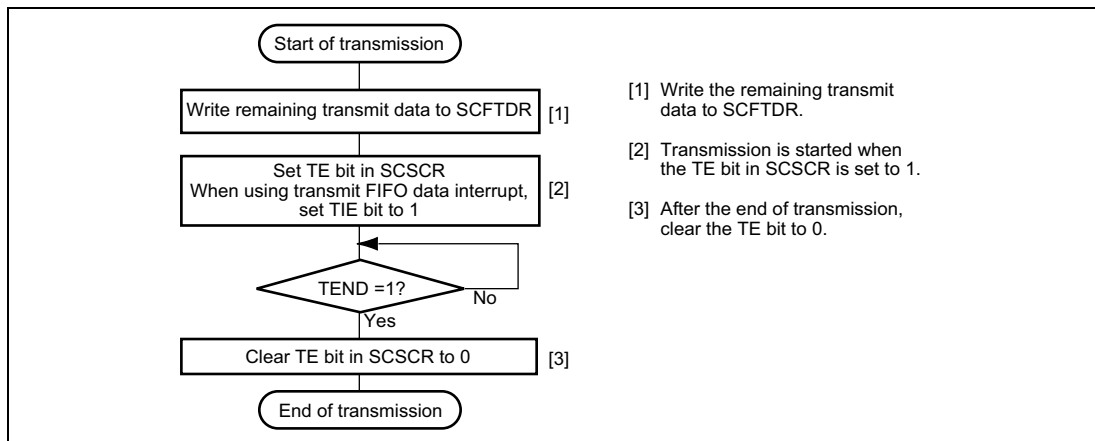 Start of transmission
Write remaining transmit data to SCFTDR
[1]
Set TE bit in SCSCR
When using transmit FIFO data interrupt,
set TIE bit to 1
[2]
TEND =1?
No
Yes
Clear TE bit in SCSCR to 0
[3]
End of transmission
[1] Write the remaining transmit
data to SCFTDR.
[2] Transmission is started when
the TE bit in SCSCR is set to 1.
[3] After the end of transmission,
clear the TE bit to 0.